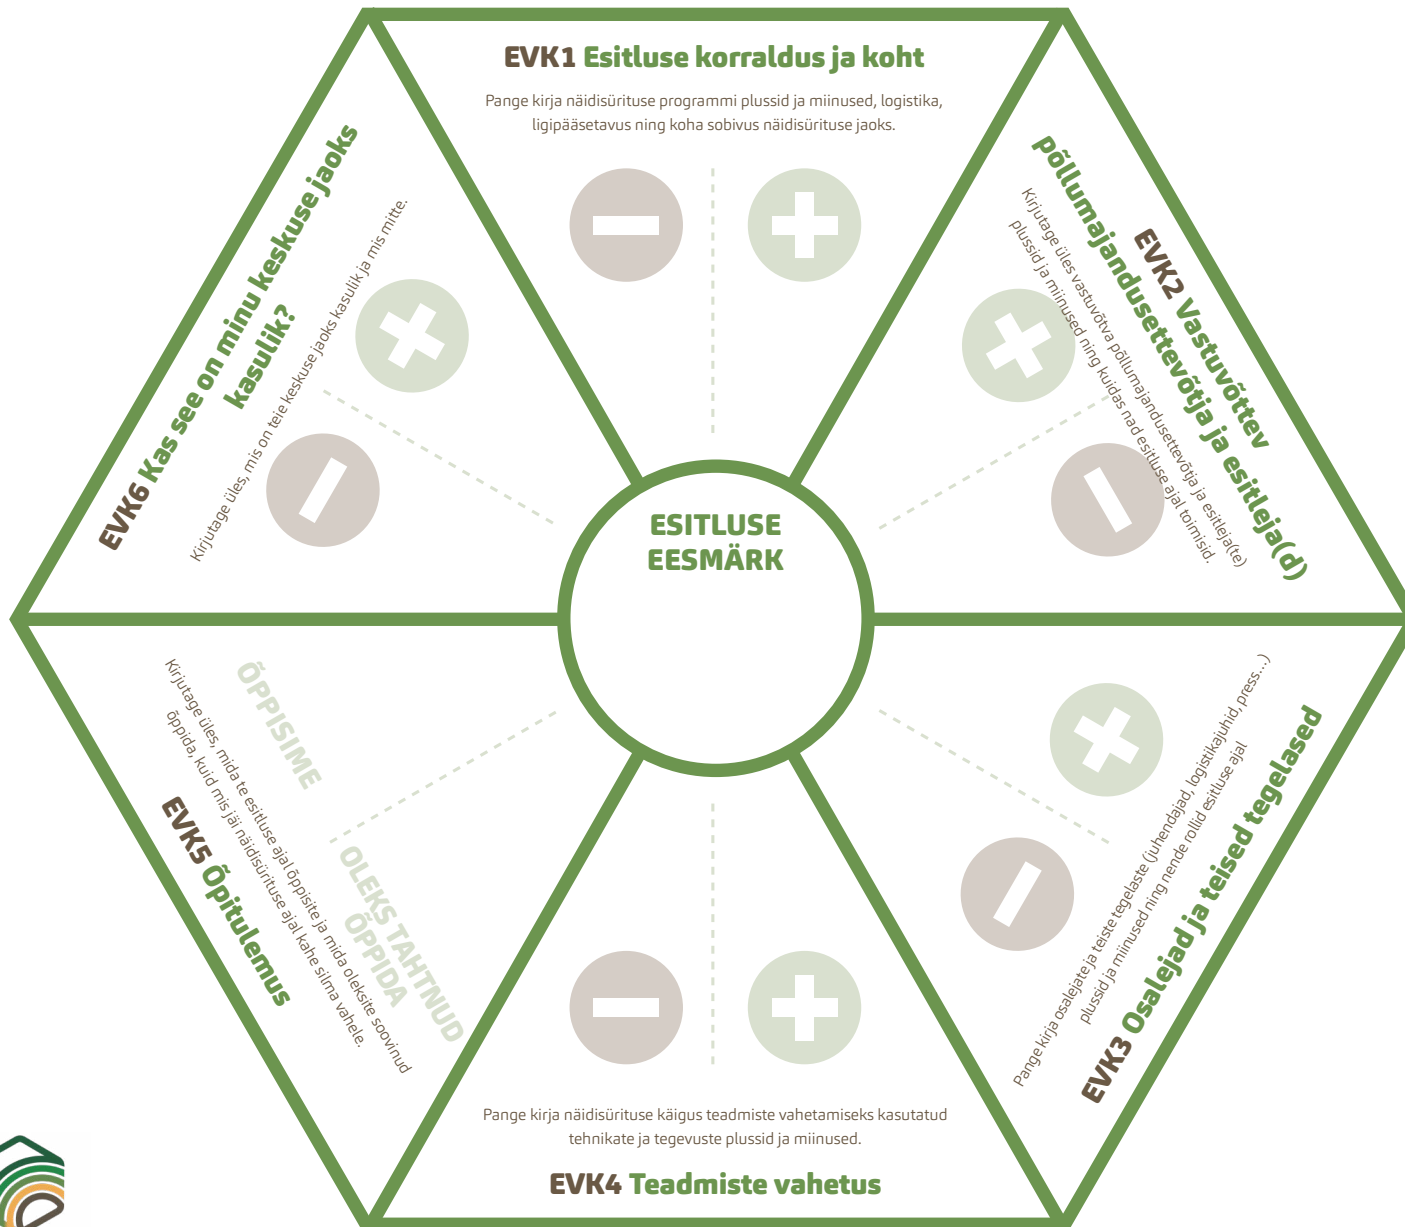 EVK1 Esitluse korraldus ja koht
Pange kirja näidisürituse programmi plussid ja miinused, logistika,
ligipääsetavus ning koha sobivus näidisürituse jaoks.
EVK2 Vastuvõttev
põllumajandusettevõtja ja esitleja(d)
Kirjutage üles vastuvõtva põllumajandusettevõtja ja esitleja(te)
plussid ja miinused ning kuidas nad esitluse ajal toimisid.
Pange kirja osalejate ja teiste tegelaste (juhendajad, logistikajuhid, press...)
plussid ja miinused ning nende rollid esitluse ajal
EVK3 Osalejad ja teised tegelased
Pange kirja näidisürituse käigus teadmiste vahetamiseks kasutatud
tehnikate ja tegevuste plussid ja miinused.
EVK4 Teadmiste vahetus
ÕPPISIME
OLEKS TAHTNUD
ÕPPIDA
Kirjutage üles, mida te esitluse ajal õppisite ja mida oleksite soovinud
õppida, kuid mis jäi näidisürituse ajal kahe silma vahele.
EVK5 Õpitulemus
EVK6 Kas see on minu keskuse jaoks
kasulik?
Kirjutage üles, mis on teie keskuse jaoks kasulik ja mis mitte.
ESITLUSE
EESMÄRK